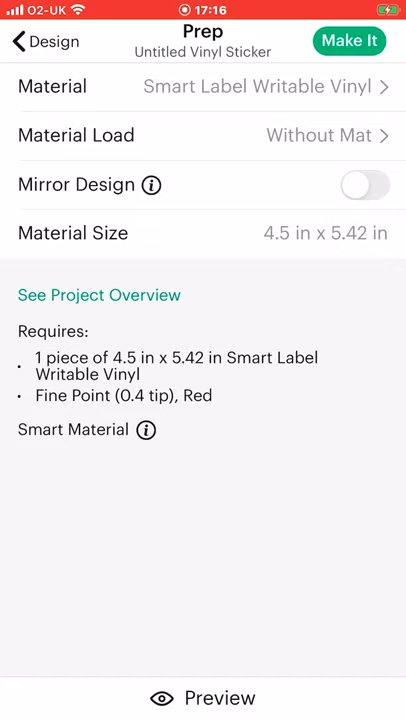 O2-UK 17:16
Design
Prep
Untitled Vinyl Sticker
Make It
Material Smart Label Writable Vinyl
Material Load Without Mat
Mirror Design
Material Size 4.5 in x 5.42 in
See Project Overview
Requires:
• 1 piece of 4.5 in x 5.42 in Smart Label
Writable Vinyl
• Fine Point (0.4 tip), Red
Smart Material
Preview